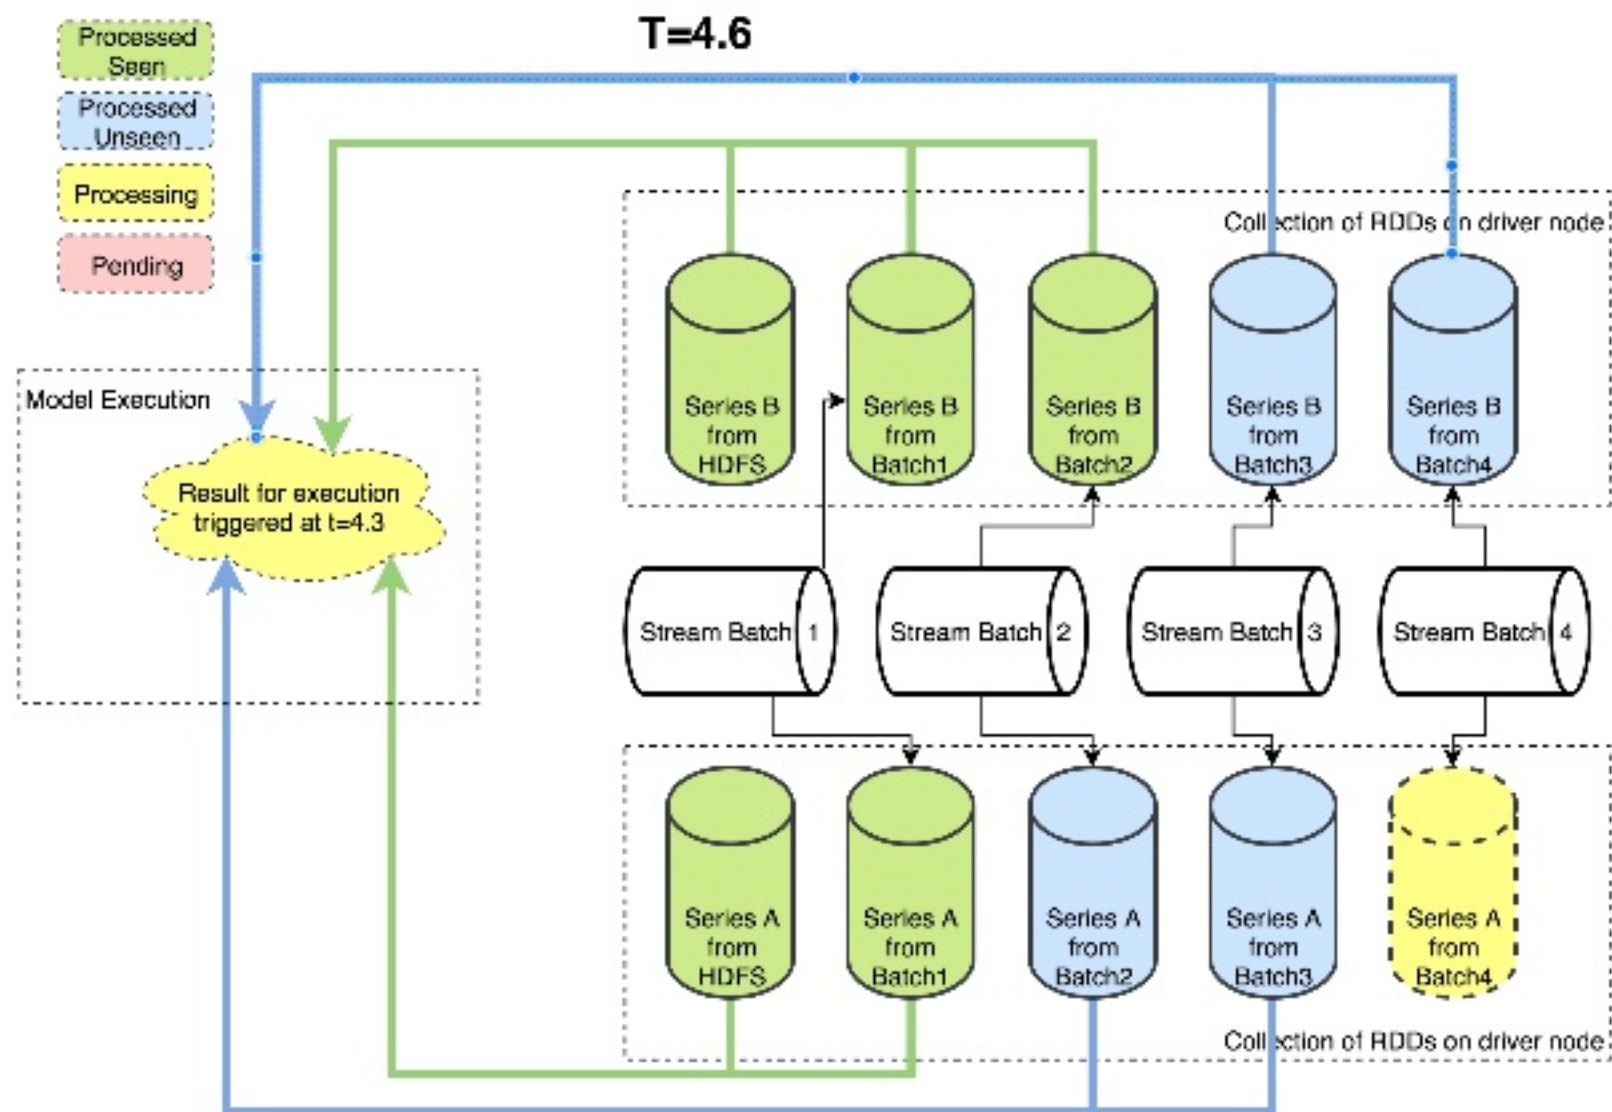 T=4.6
Processed
Seen
Processed
Unseen
Processing
Pending
Collection of RDDs on driver node
Model Execution
Result for execution
triggered at t=4.3
Series B
from
HDFS
Series B
from
Batch1
Series B
from
Batch2
Series B
from
Batch3
Series B
from
Batch4
Stream Batch 1
Stream Batch 2
Stream Batch 3
Stream Batch 4
Series A
from
HDFS
Series A
from
Batch1
Series A
from
Batch2
Series A
from
Batch3
Series A
from
Batch4
Collection of RDDs on driver node